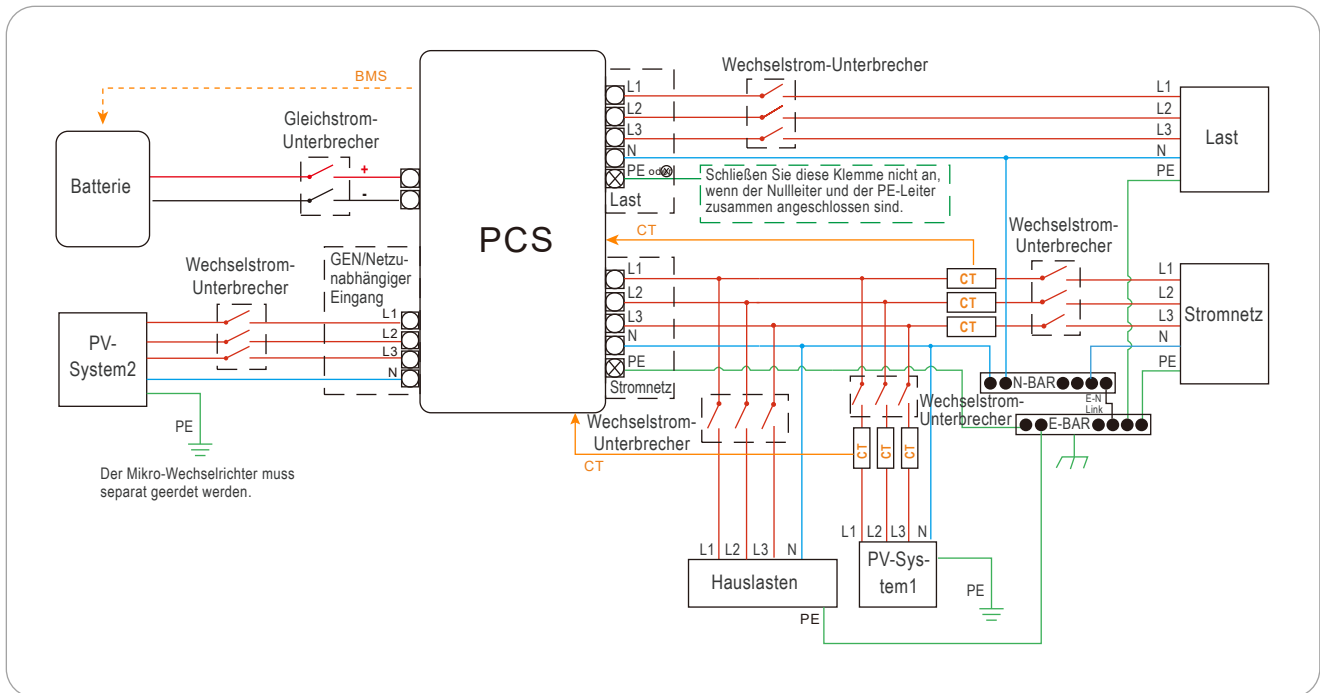 BMS
Batterie
Gleichstrom-
Unterbrecher
+
-
PCS
L1
L2
L3
N
PE oder
Last
Wechselstrom-Unterbrecher
Schließen Sie diese Klemme nicht an,
wenn der Nullleiter und der PE-Leiter
zusammen angeschlossen sind.
L1
L2
L3
N
PE
Last
CT
Wechselstrom-
Unterbrecher
PV-
System2
Wechselstrom-
Unterbrecher
GEN/Netzu-
nabhängiger
Eingang
L1
L2
L3
N
PE
Der Mikro-Wechselrichter muss
separat geerdet werden.
L1
L2
L3
N
PE
Stromnetz
CT
CT
CT
L1
L2
L3
N
PE
Stromnetz
N-BAR
E-N
Link
E-BAR
Wechselstrom-
Unterbrecher
Wechselstrom-
Unterbrecher
CT
CT
CT
CT
L1 L2 L3 N
Hauslasten
PE
L1 L2 L3 N
PV-Sys-
tem1
PE